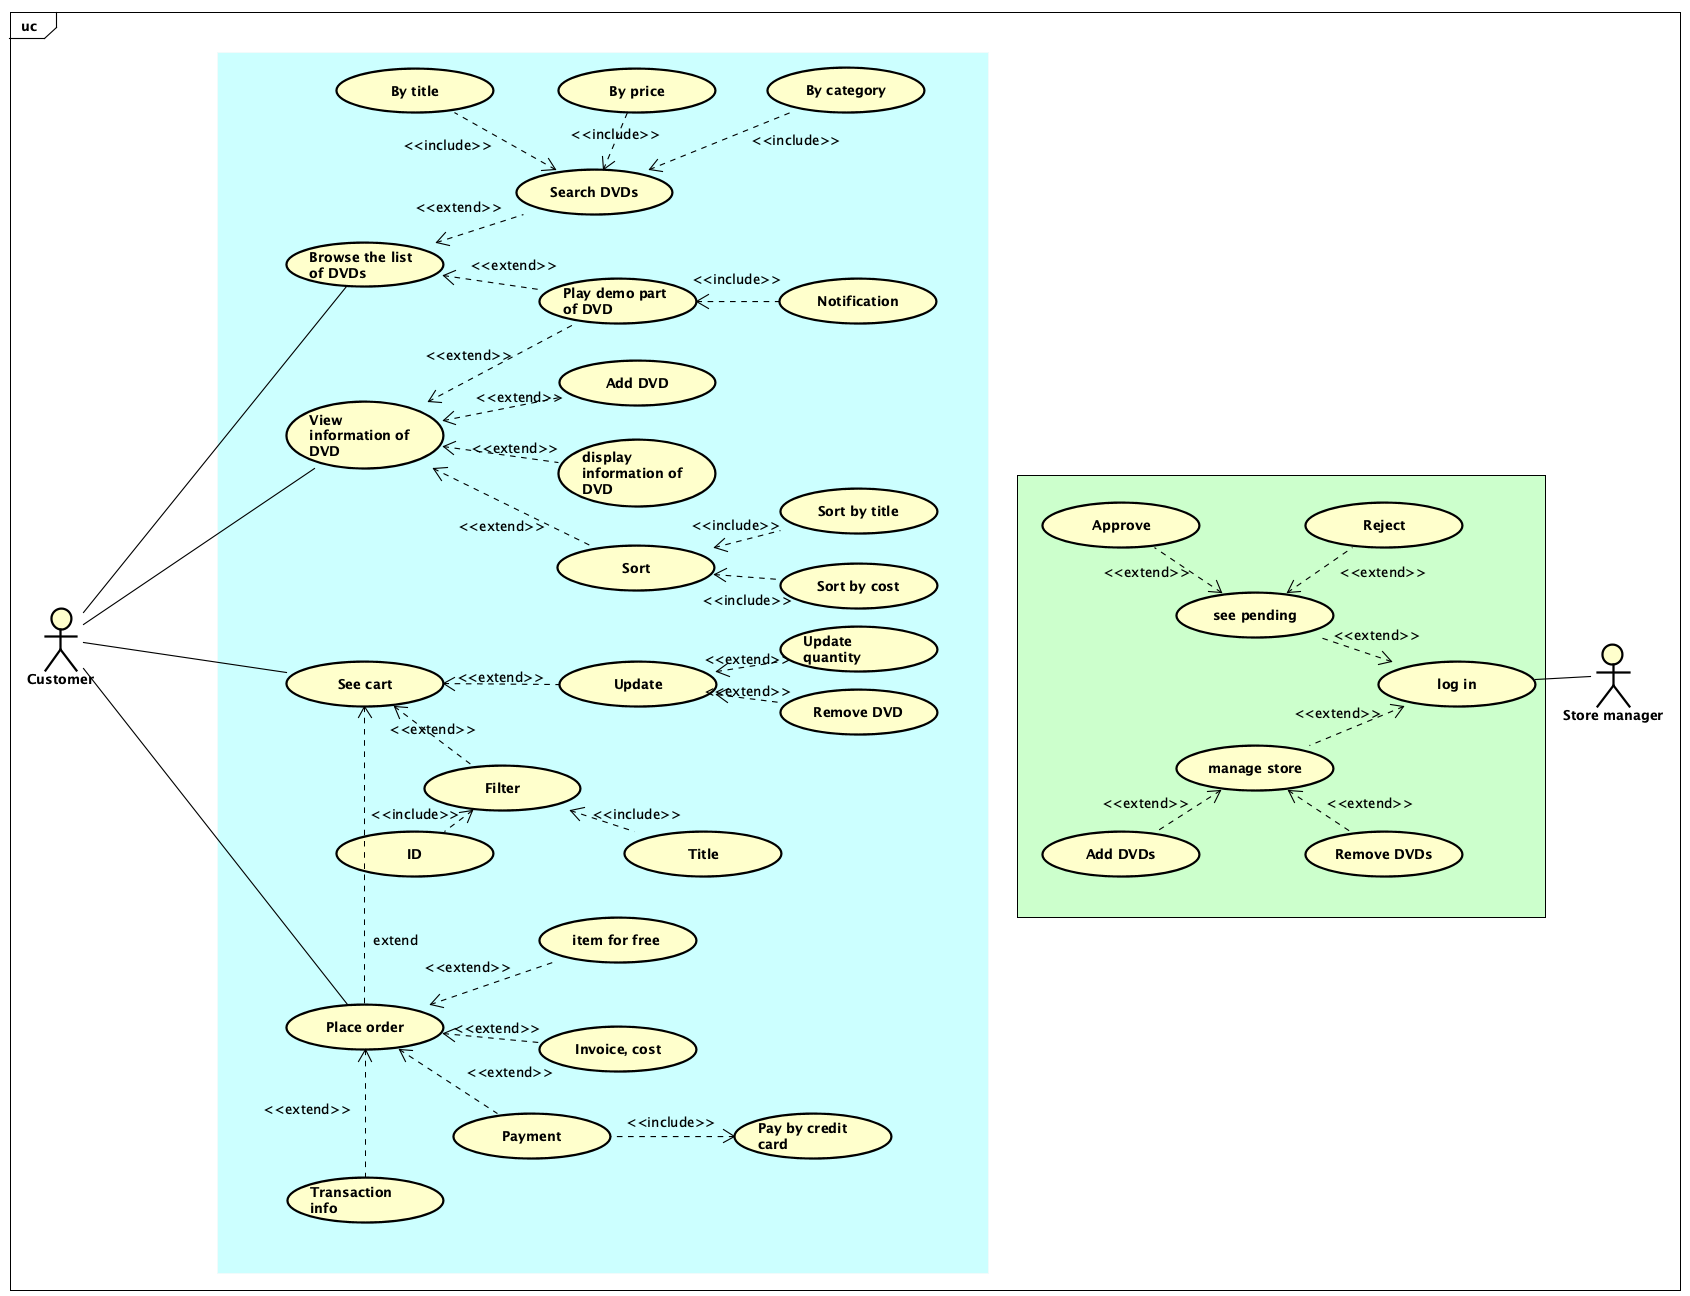 uc
By title
By price
By category
<<include>>
<<include>>
<<include>>
Search DVDs
<<extend>>
Browse the list
of DVDs
<<extend>>
Play demo part
of DVD
<<include>>
Notification
<<extend>>
Add DVD
<<extend>>
View
information of
DVD
<<extend>>
display
information of
DVD
<<extend>>
Sort
<<include>>
Sort by title
<<include>>
Sort by cost
Customer
See cart
<<extend>>
Update
<<extend>>
Update
quantity
<<extend>>
Remove DVD
<<extend>>
Filter
<<include>>
<<include>>
ID
Title
extend
item for free
<<extend>>
Place order
<<extend>>
Invoice, cost
<<extend>>
<<extend>>
Payment
<<include>>
Pay by credit
card
Transaction
info
Approve
Reject
<<extend>>
<<extend>>
see pending
<<extend>>
log in
Store manager
<<extend>>
manage store
<<extend>>
<<extend>>
Add DVDs
Remove DVDs